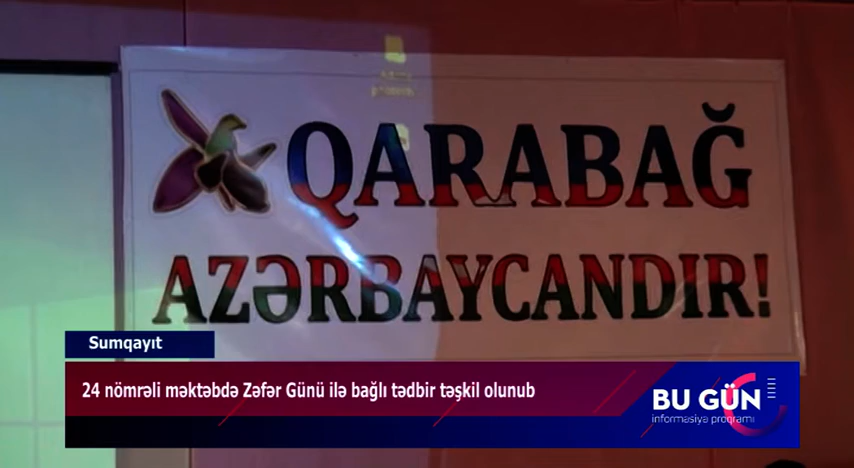 QARABAĞ
AZƏRBAYCANDIR!
Sumqayıt
24 nömrəli məktəbdə Zəfər Günü ilə bağlı tədbir təşkil olunub
BU GÜN
informasiya proqramı